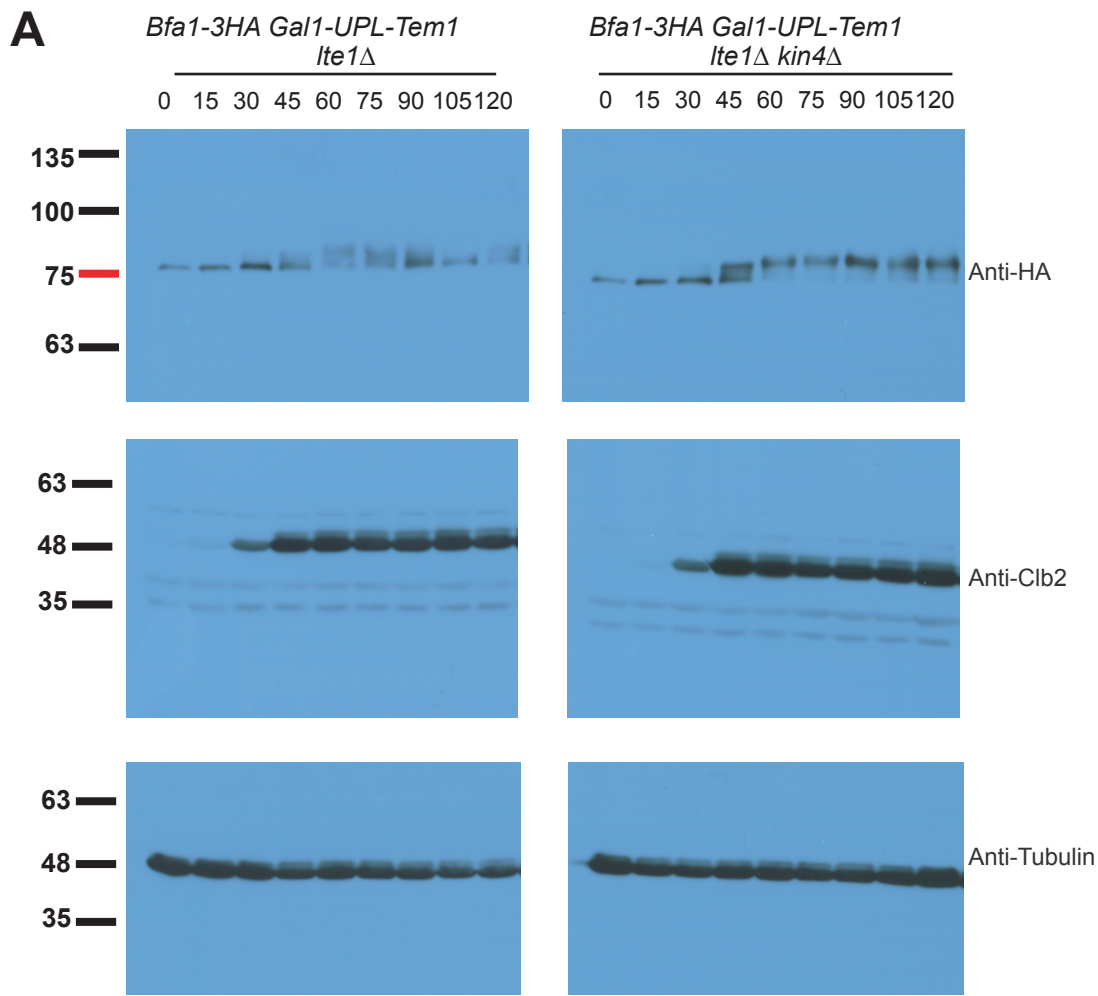 A
Bfa1-3HA Gal1-UPL-Tem1
lte1Δ
0 15 30 45 60 75 90 105 120
Bfa1-3HA Gal1-UPL-Tem1
lte1Δ kin4Δ
0 15 30 45 60 75 90 105 120
135
100
75
63
Anti-HA
63
48
35
Anti-Clb2
63
48
35
Anti-Tubulin